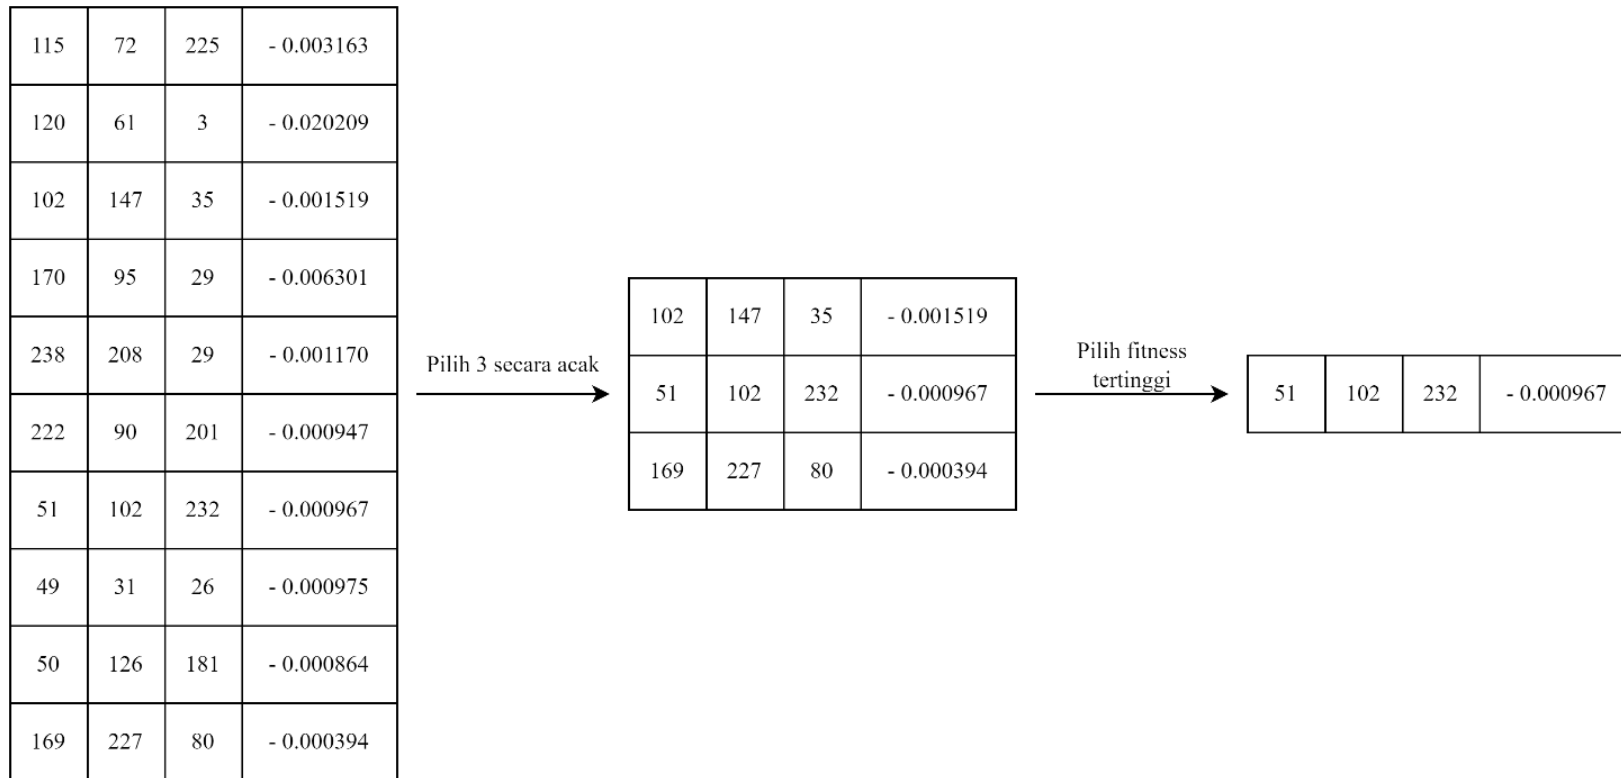 115 72 225 - 0.003163
120 61 3 - 0.020209
102 147 35 - 0.001519
170 95 29 - 0.006301
238 208 29 - 0.001170
222 90 201 - 0.000947
51 102 232 - 0.000967
49 31 26 - 0.000975
50 126 181 - 0.000864
169 227 80 - 0.000394
Pilih 3 secara acak
102 147 35 - 0.001519
51 102 232 - 0.000967
169 227 80 - 0.000394
Pilih fitness
tertinggi
51 102 232 - 0.000967